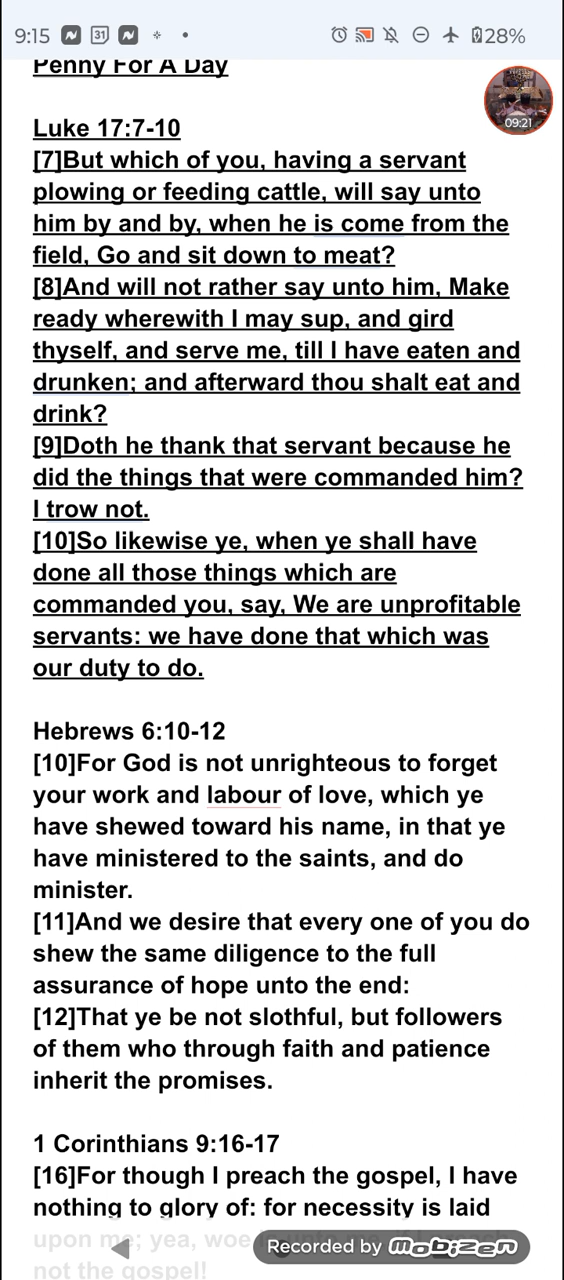 9:15 31 28%
Penny For A Day
09:21
Luke 17:7-10
[7]But which of you, having a servant
plowing or feeding cattle, will say unto
him by and by, when he is come from the
field, Go and sit down to meat?
[8]And will not rather say unto him, Make
ready wherewith I may sup, and gird
thyself, and serve me, till I have eaten and
drunken; and afterward thou shalt eat and
drink?
[9]Doth he thank that servant because he
did the things that were commanded him?
I trow not.
[10]So likewise ye, when ye shall have
done all those things which are
commanded you, say, We are unprofitable
servants: we have done that which was
our duty to do.
Hebrews 6:10-12
[10]For God is not unrighteous to forget
your work and labour of love, which ye
have shewed toward his name, in that ye
have ministered to the saints, and do
minister.
[11]And we desire that every one of you do
shew the same diligence to the full
assurance of hope unto the end:
[12]That ye be not slothful, but followers
of them who through faith and patience
inherit the promises.
1 Corinthians 9:16-17
[16]For though I preach the gospel, I have
nothing to glory of: for necessity is laid
upon me; yea, woe
Recorded by mobizen
not the gospel!